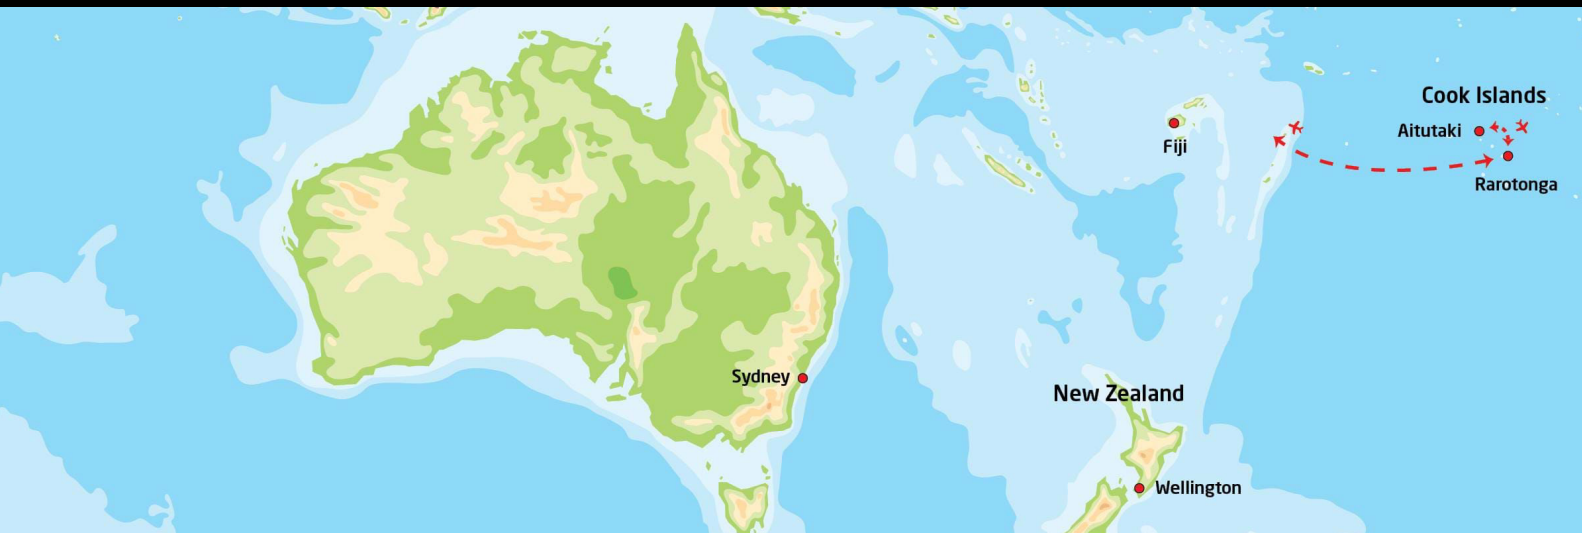 Cook Islands
Aitutaki
Fiji
Rarotonga
Sydney
New Zealand
Wellington